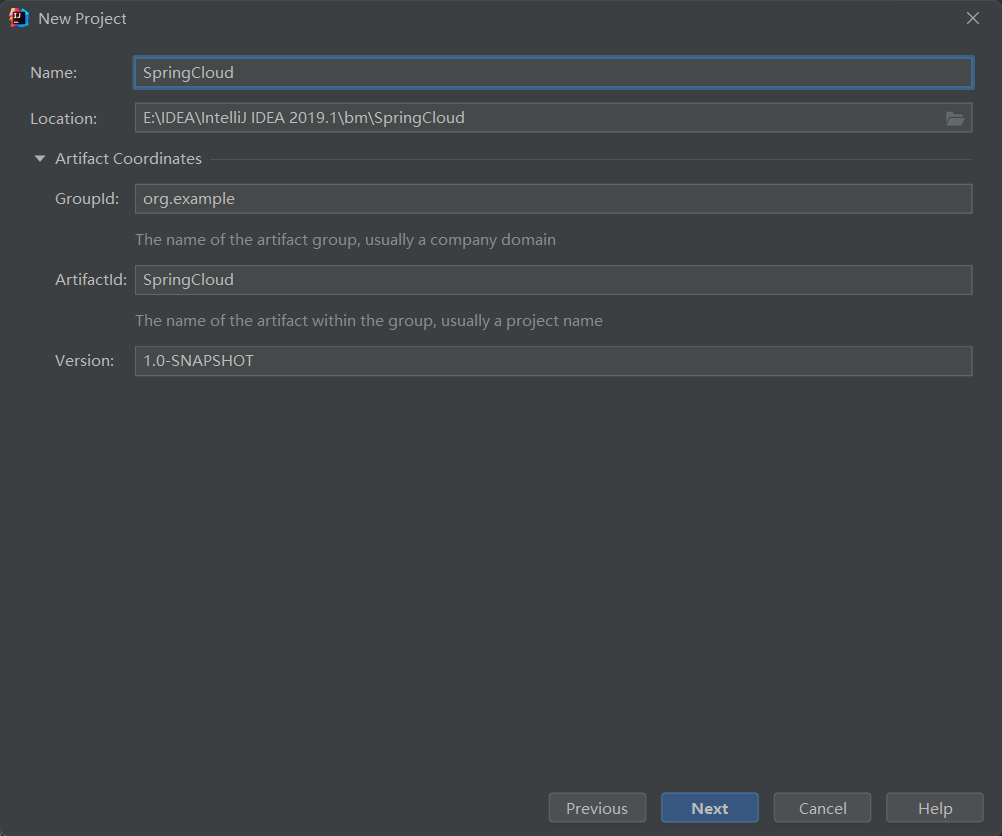 New Project
Name: SpringCloud
Location: E:\IDEA\IntelliJ IDEA 2019.1\bm\SpringCloud
Artifact Coordinates
GroupId: org.example
The name of the artifact group, usually a company domain
ArtifactId: SpringCloud
The name of the artifact within the group, usually a project name
Version: 1.0-SNAPSHOT
Previous Next Cancel Help